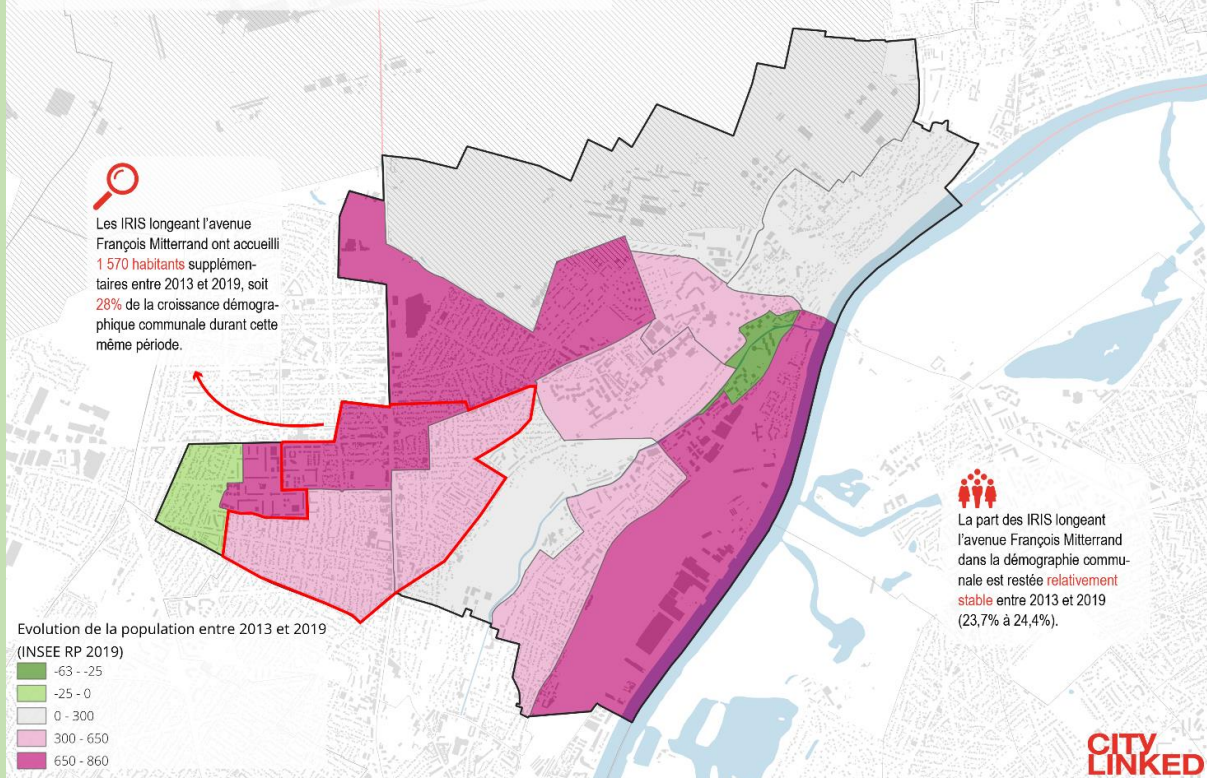 Les IRIS longeant l'avenue
François Mitterrand ont accueilli
1 570 habitants supplémen-
taires entre 2013 et 2019, soit
28% de la croissance démogra-
phique communale durant cette
même période.
La part des IRIS longeant
l'avenue François Mitterrand
dans la démographie commu-
nale est restée relativement
stable entre 2013 et 2019
(23,7% à 24,4%).
Evolution de la population entre 2013 et 2019
(INSEE RP 2019)
-63 - -25
-25 - 0
0 - 300
300 - 650
650 - 860
CITY
LINKED